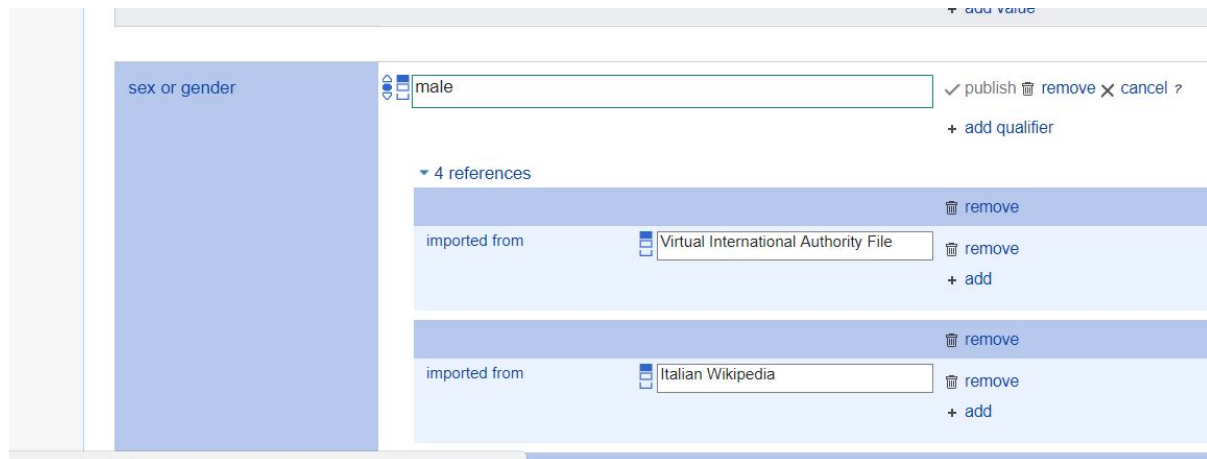 + add value
sex or gender male publish remove cancel ?
+ add qualifier
4 references
remove
imported from Virtual International Authority File remove
+ add
remove
imported from Italian Wikipedia remove
+ add